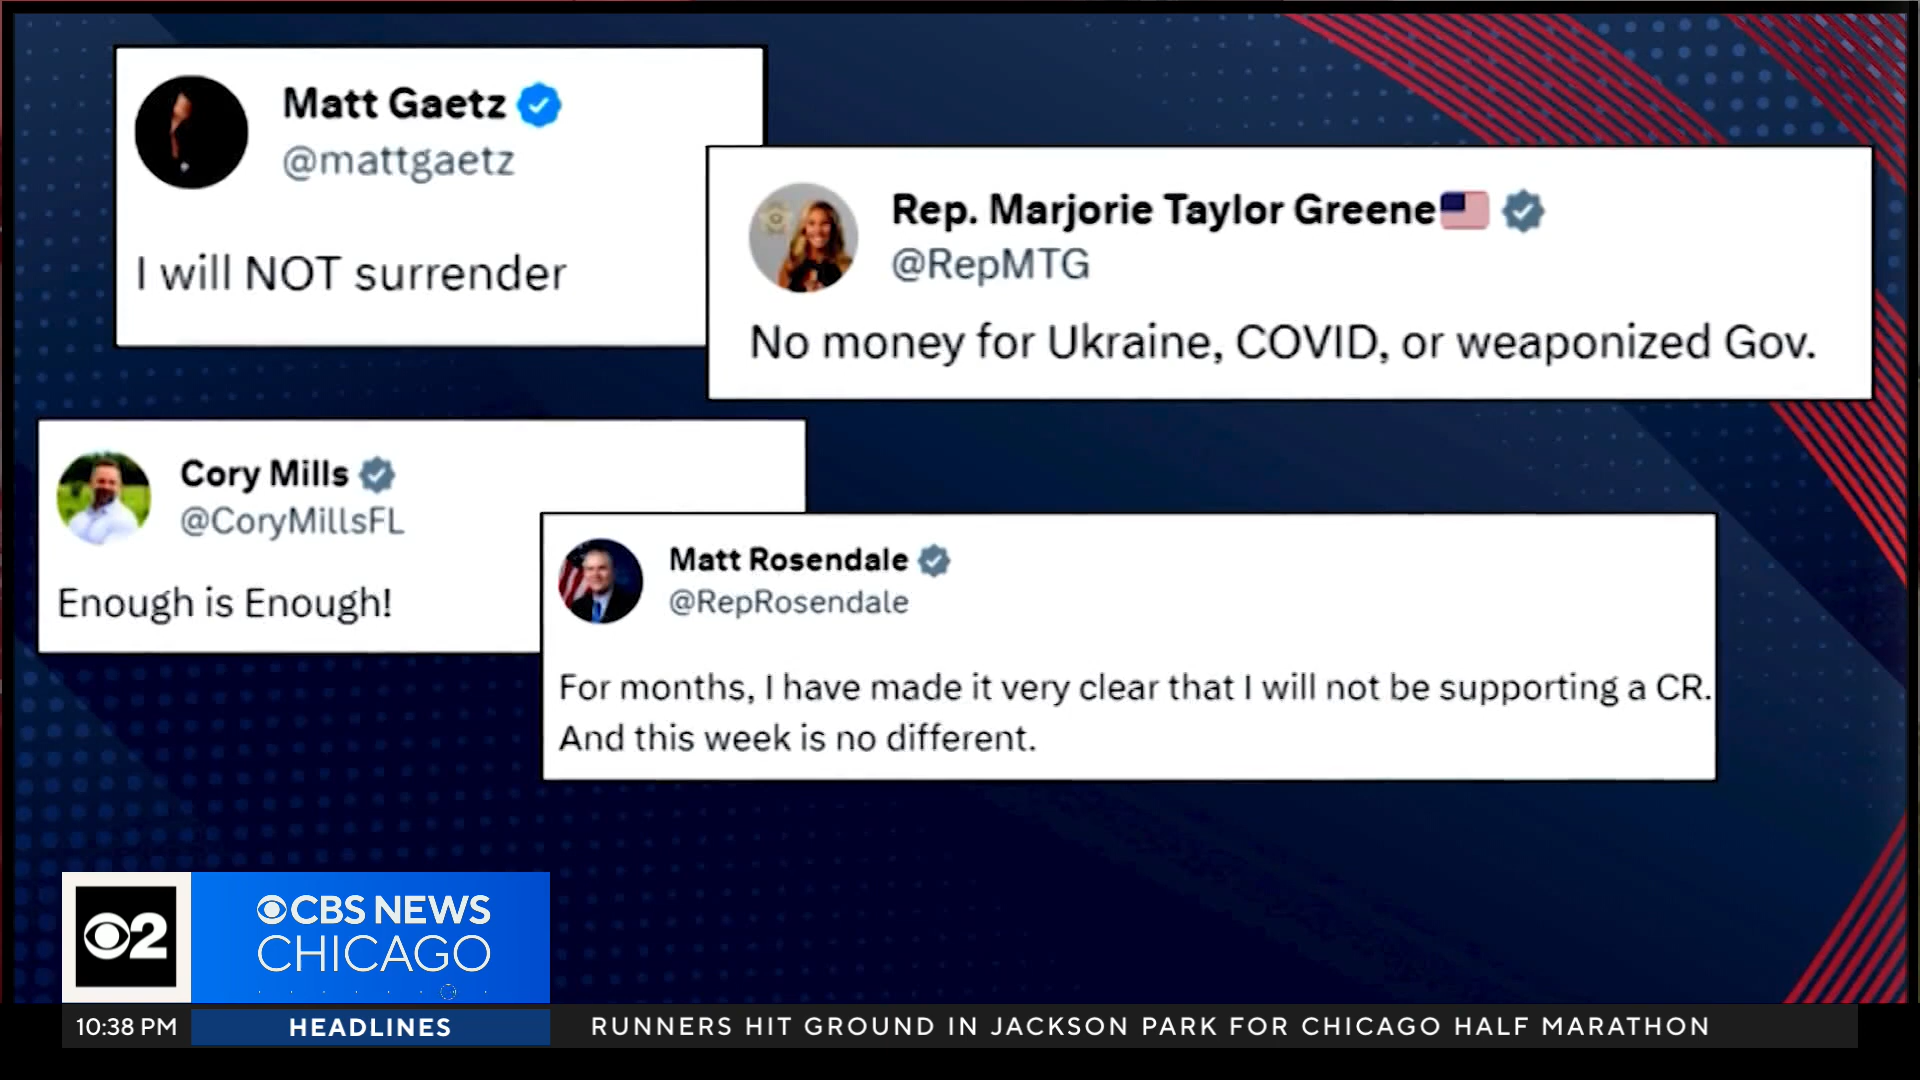 Matt Gaetz
@mattgaetz
I will NOT surrender
Rep. Marjorie Taylor Greene
@RepMTG
No money for Ukraine, COVID, or weaponized Gov.
Cory Mills
@CoryMillsFL
Enough is Enough!
Matt Rosendale
@RepRosendale
For months, I have made it very clear that I will not be supporting a CR.
And this week is no different.
2
CBS NEWS
CHICAGO
10:38 PM
HEADLINES
RUNNERS HIT GROUND IN JACKSON PARK FOR CHICAGO HALF MARATHON